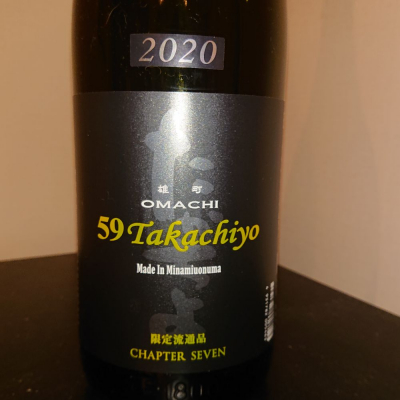 2020
雄町
OMACHI
59 Takachiyo
Made In Minamiuonuma
限定流通品
CHAPTER SEVEN